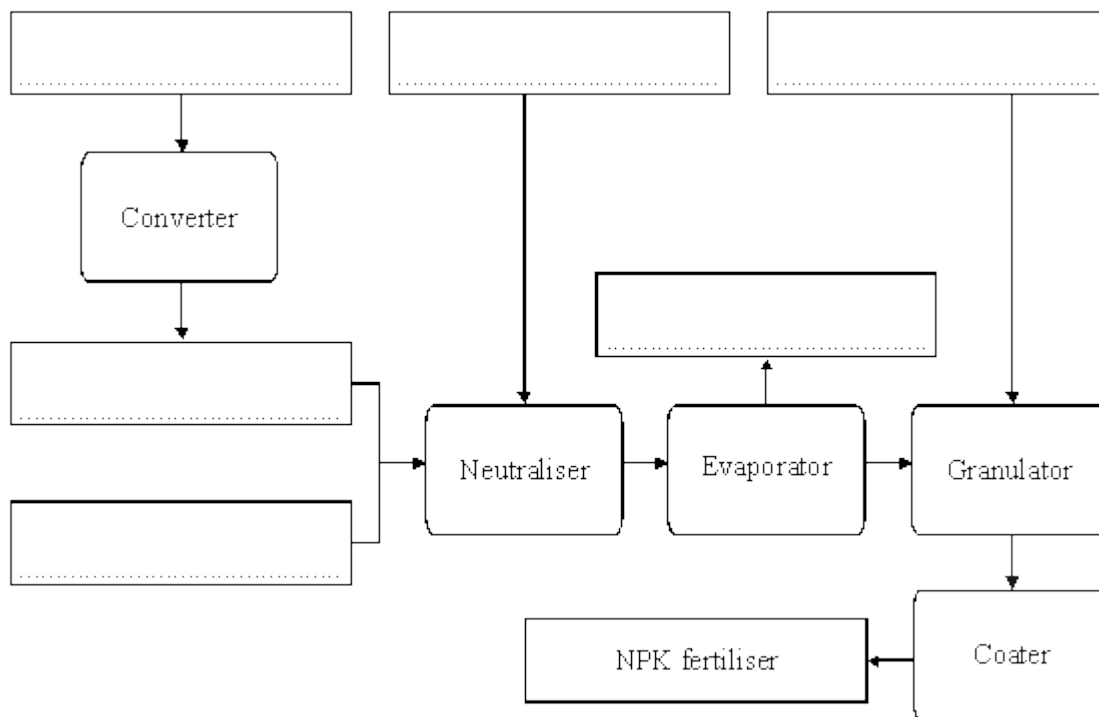 Converter
Neutraliser
Evaporator
Granulator
NPK fertiliser
Coater